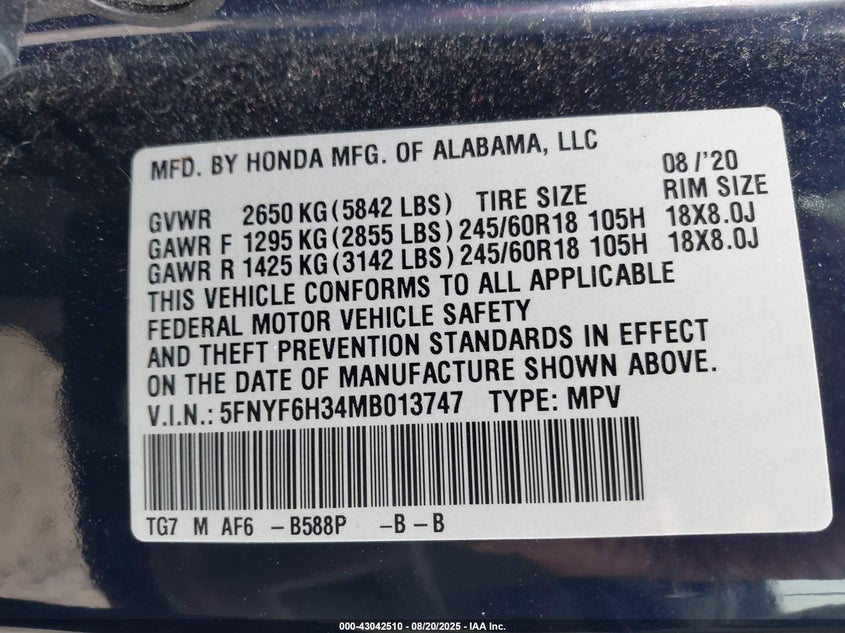 MFD. BY HONDA MFG. OF ALABAMA, LLC 08/'20
GVWR 2650 KG (5842 LBS) TIRE SIZE RIM SIZE
GAWR F 1295 KG (2855 LBS) 245/60R18 105H 18X8.0J
GAWR R 1425 KG (3142 LBS) 245/60R18 105H 18X8.0J
THIS VEHICLE CONFORMS TO ALL APPLICABLE
FEDERAL MOTOR VEHICLE SAFETY
AND THEFT PREVENTION STANDARDS IN EFFECT
ON THE DATE OF MANUFACTURE SHOWN ABOVE.
V.I.N.: 5FNYF6H34MB013747 TYPE: MPV
TG7 M AF6 -B588P -B-B
000-43042510 - 08/20/2025 - IAA Inc.